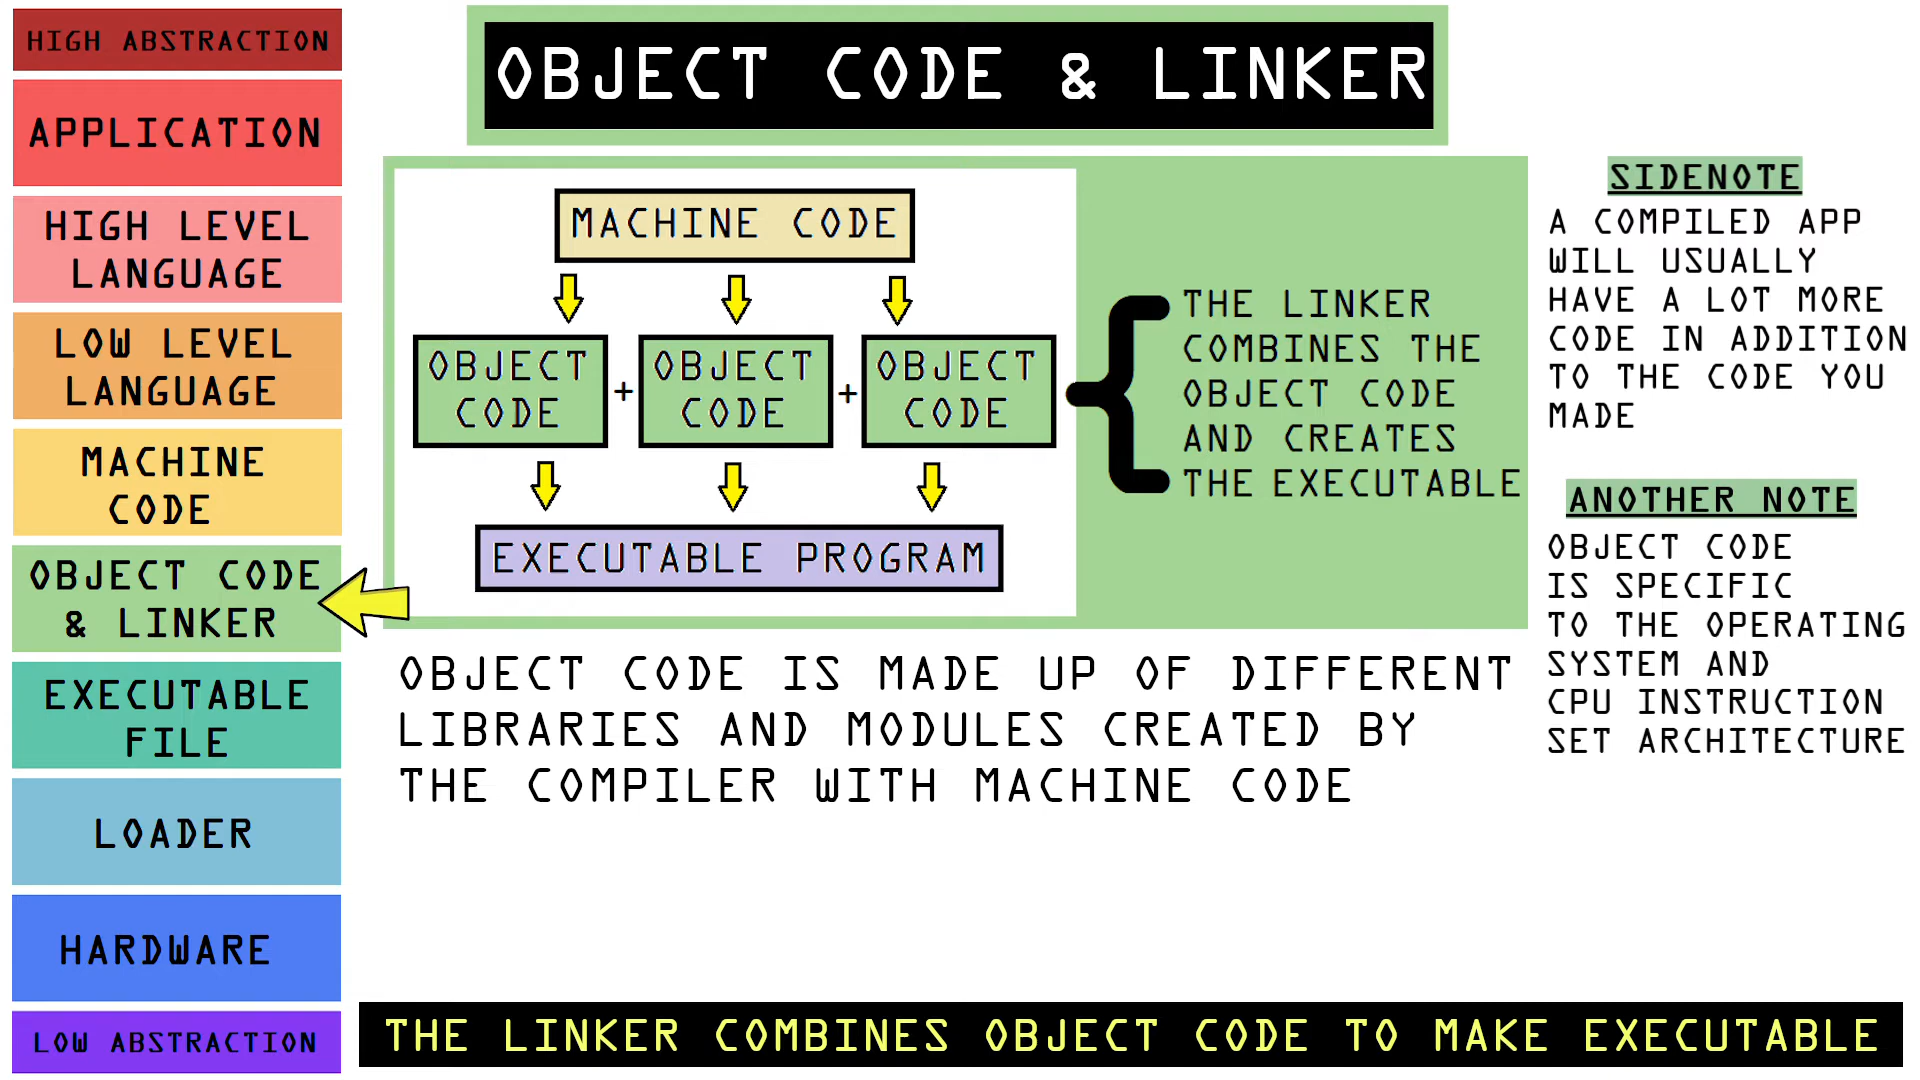 HIGH ABSTRACTION
APPLICATION
HIGH LEVEL
LANGUAGE
LOW LEVEL
LANGUAGE
MACHINE
CODE
OBJECT CODE
& LINKER
EXECUTABLE
FILE
LOADER
HARDWARE
LOW ABSTRACTION
OBJECT CODE & LINKER
MACHINE CODE
OBJECT
CODE
+
OBJECT
CODE
+
OBJECT
CODE
EXECUTABLE PROGRAM
THE LINKER
COMBINES THE
OBJECT CODE
AND CREATES
THE EXECUTABLE
OBJECT CODE IS MADE UP OF DIFFERENT
LIBRARIES AND MODULES CREATED BY
THE COMPILER WITH MACHINE CODE
SIDENOTE
A COMPILED APP
WILL USUALLY
HAVE A LOT MORE
CODE IN ADDITION
TO THE CODE YOU
MADE
ANOTHER NOTE
OBJECT CODE
IS SPECIFIC
TO THE OPERATING
SYSTEM AND
CPU INSTRUCTION
SET ARCHITECTURE
THE LINKER COMBINES OBJECT CODE TO MAKE EXECUTABLE